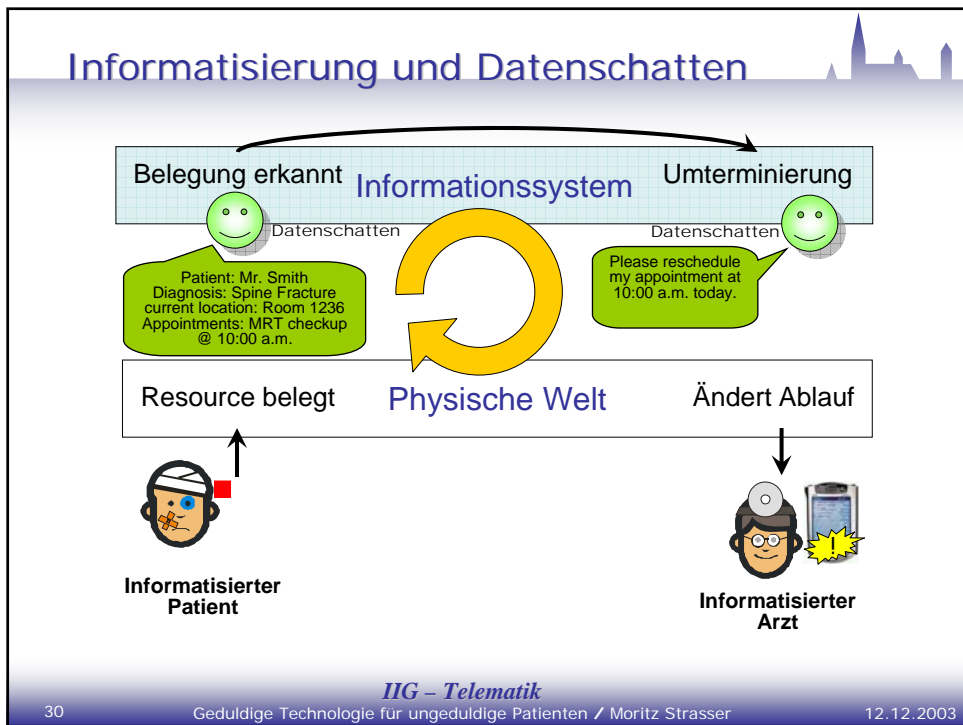 Informatisierung und Datenschatten
Belegung erkannt
Informationssystem
Umterminierung
Datenschatten
Datenschatten
Patient: Mr. Smith
Diagnosis: Spine Fracture
current location: Room 1236
Appointments: MRT checkup
@ 10:00 a.m.
Please reschedule
my appointment at
10:00 a.m. today.
Resource belegt
Physische Welt
Ändert Ablauf
!
Informatisierter
Patient
Informatisierter
Arzt
IIG – Telematik
30 Geduldige Technologie für ungeduldige Patienten / Moritz Strasser 12.12.2003